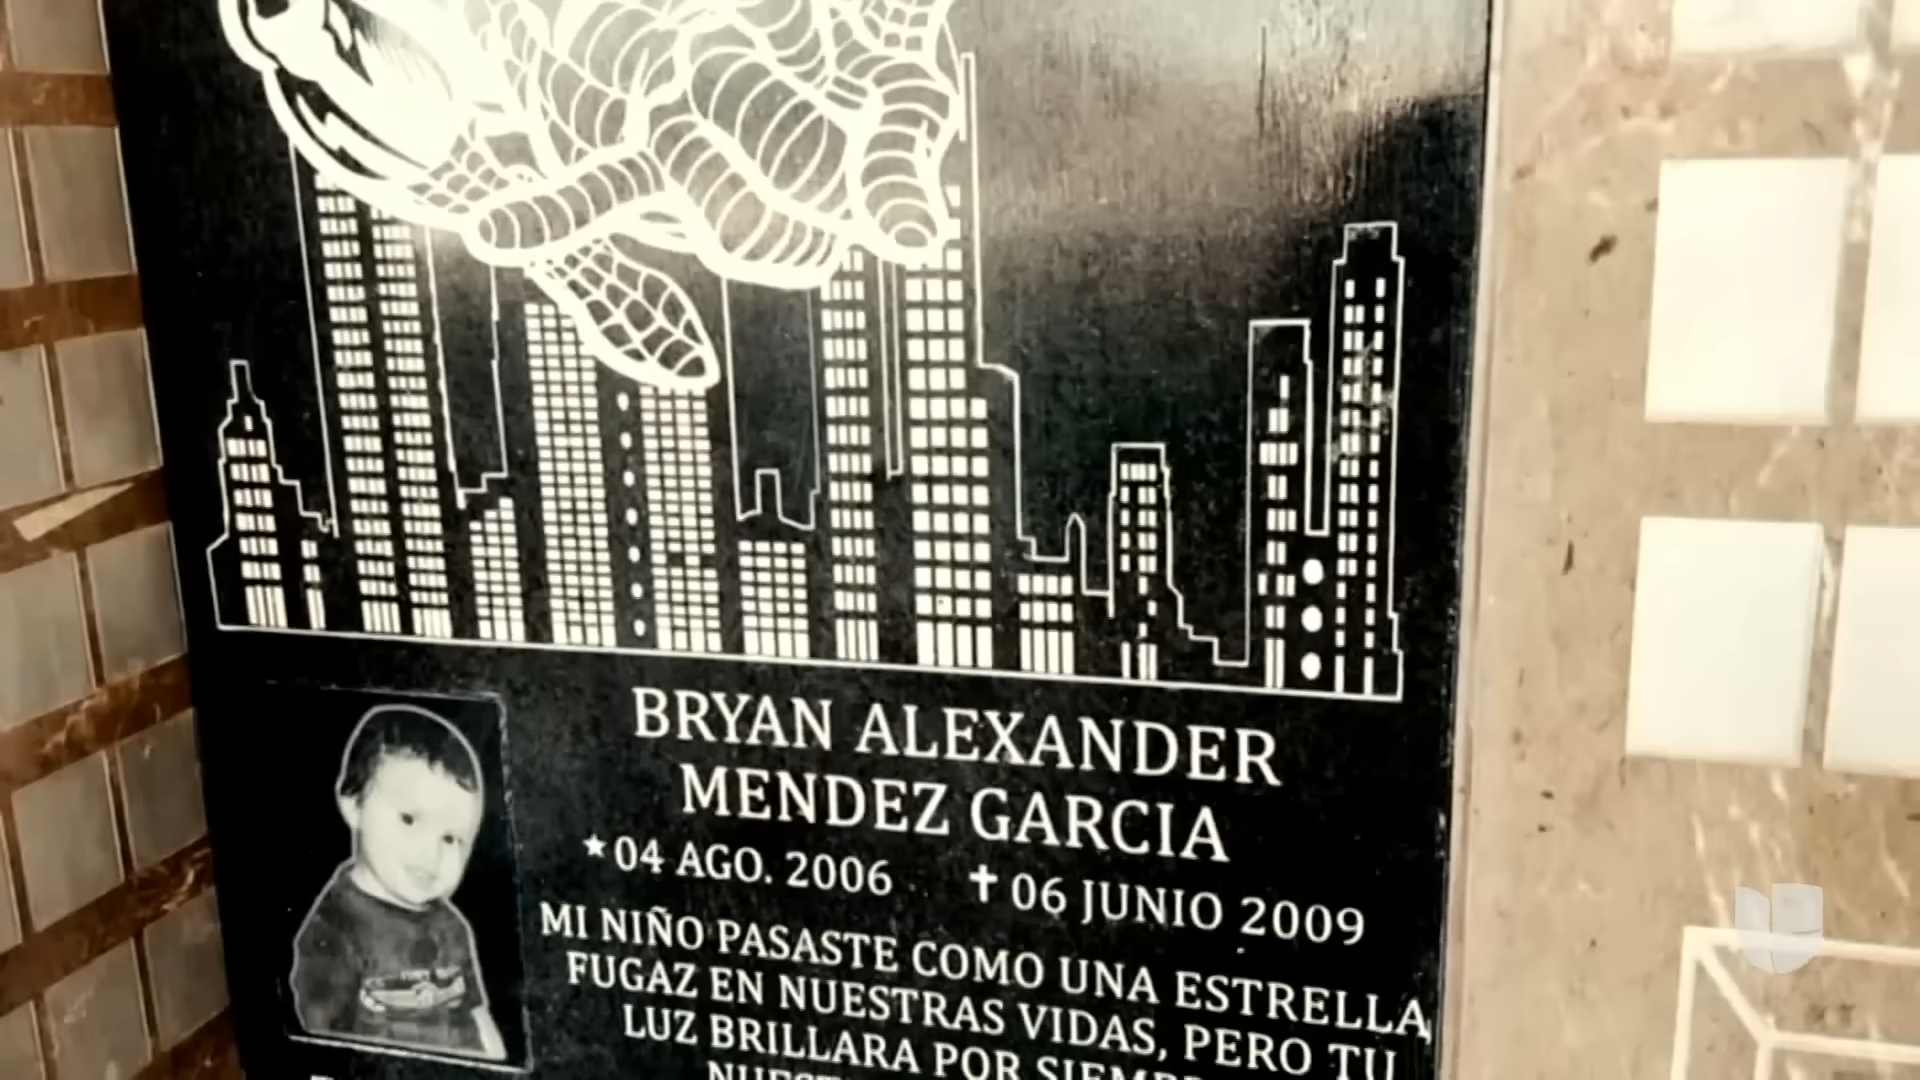 BRYAN ALEXANDER
MENDEZ GARCIA
★04 AGO. 2006 ✝06 JUNIO 2009
MI NIÑO PASASTE COMO UNA ESTRELLA
FUGAZ EN NUESTRAS VIDAS, PERO TU
LUZ BRILLARA POR